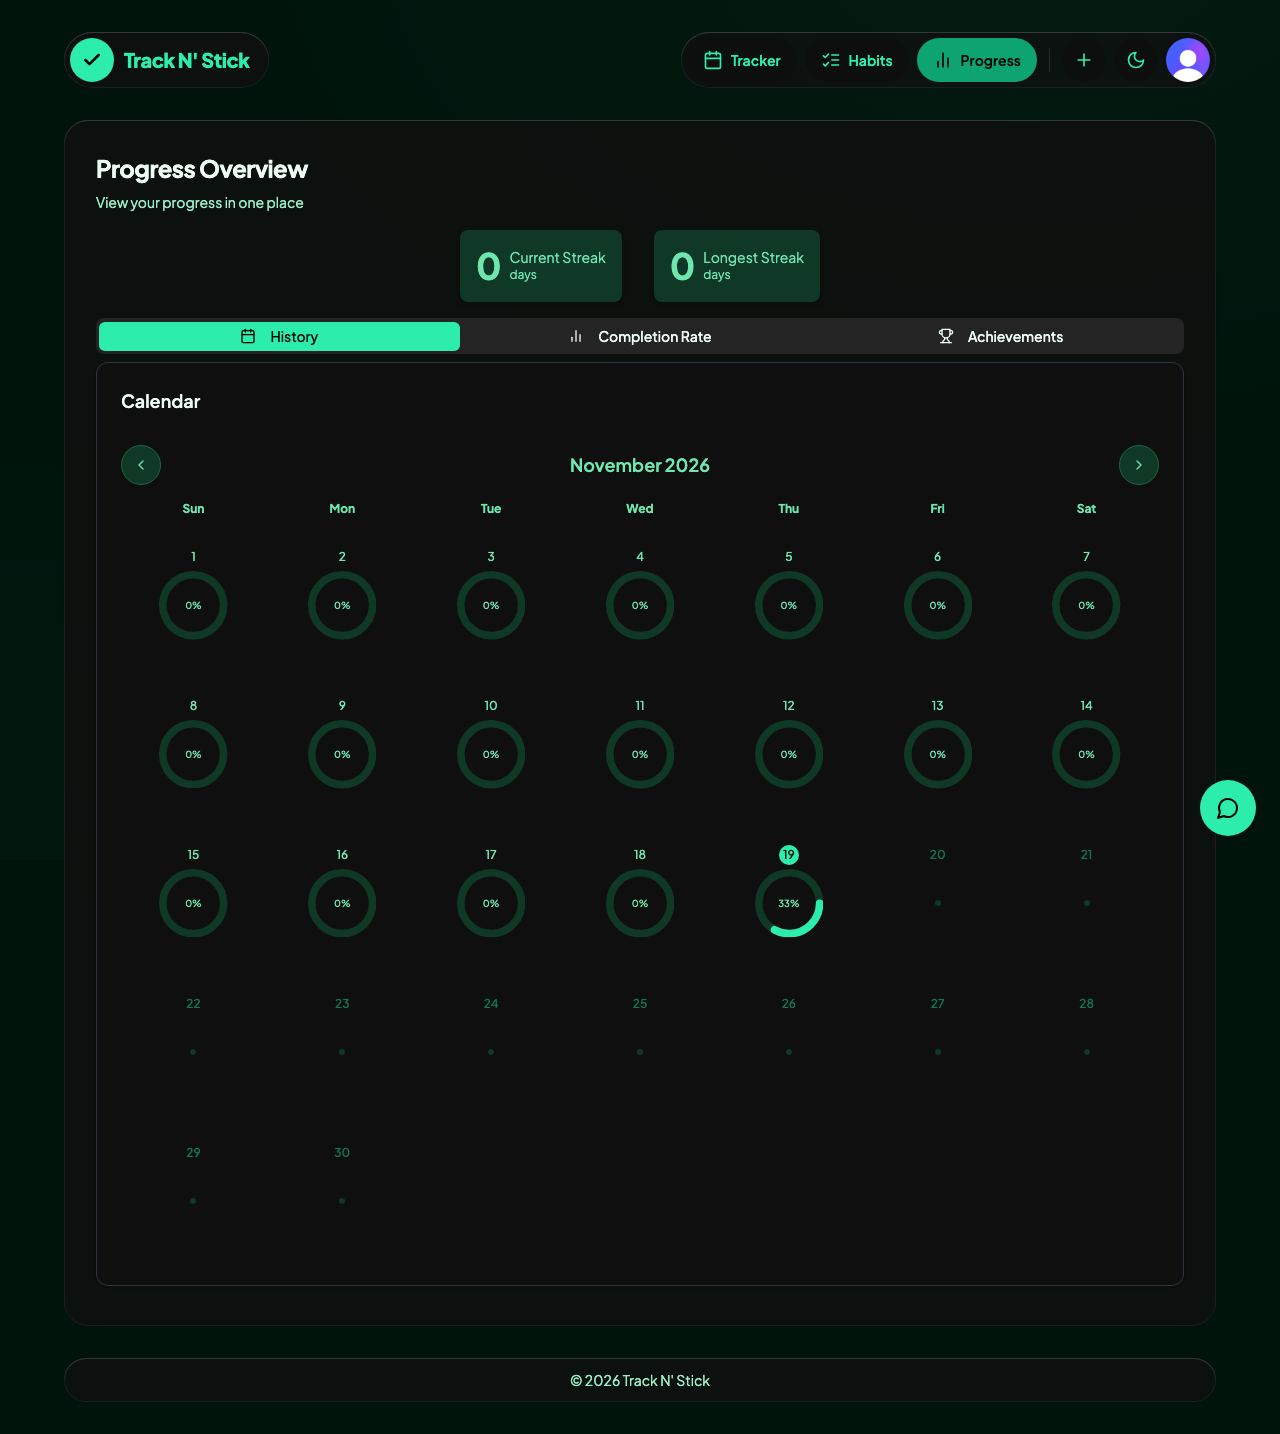 Track N' Stick
Tracker
Habits
Progress
Progress Overview
View your progress in one place
0 Current Streak
days
0 Longest Streak
days
History
Completion Rate
Achievements
Calendar
November 2026
Sun Mon Tue Wed Thu Fri Sat
1 2 3 4 5 6 7
0% 0% 0% 0% 0% 0% 0%
8 9 10 11 12 13 14
0% 0% 0% 0% 0% 0% 0%
15 16 17 18 19 20 21
0% 0% 0% 0% 33%
22 23 24 25 26 27 28
29 30
© 2026 Track N' Stick